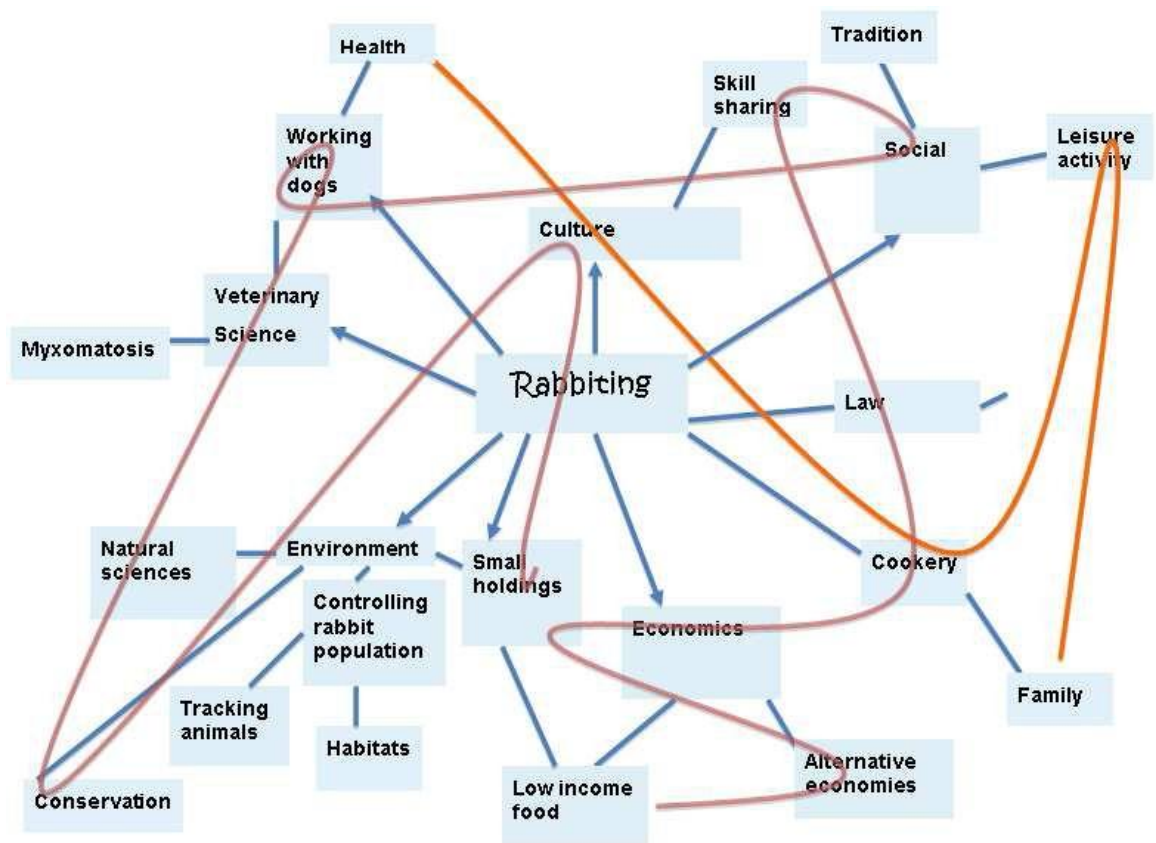 Tradition
Health
Skill
sharing
Working
with
dogs
Social
Leisure
activity
Culture
Veterinary
Science
Myxomatosis
Rabbiting
Law
Natural
sciences
Environment
Small
holdings
Cookery
Controlling
rabbit
population
Economics
Tracking
animals
Habitats
Family
Conservation
Low income
food
Alternative
economies